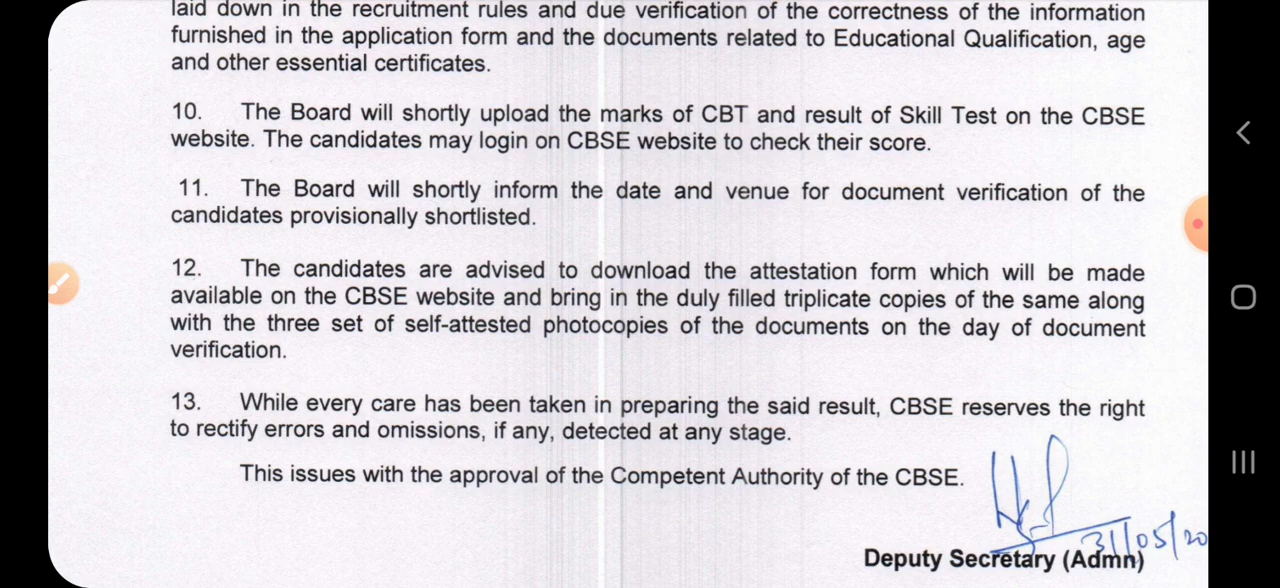 laid down in the recruitment rules and due verification of the correctness of the information
furnished in the application form and the documents related to Educational Qualification, age
and other essential certificates.
10. The Board will shortly upload the marks of CBT and result of Skill Test on the CBSE
website. The candidates may login on CBSE website to check their score.
11. The Board will shortly inform the date and venue for document verification of the
candidates provisionally shortlisted.
12. The candidates are advised to download the attestation form which will be made
available on the CBSE website and bring in the duly filled triplicate copies of the same along
with the three set of self-attested photocopies of the documents on the day of document
verification.
13. While every care has been taken in preparing the said result, CBSE reserves the right
to rectify errors and omissions, if any, detected at any stage.
This issues with the approval of the Competent Authority of the CBSE.
31/05/20
Deputy Secretary (Admn)